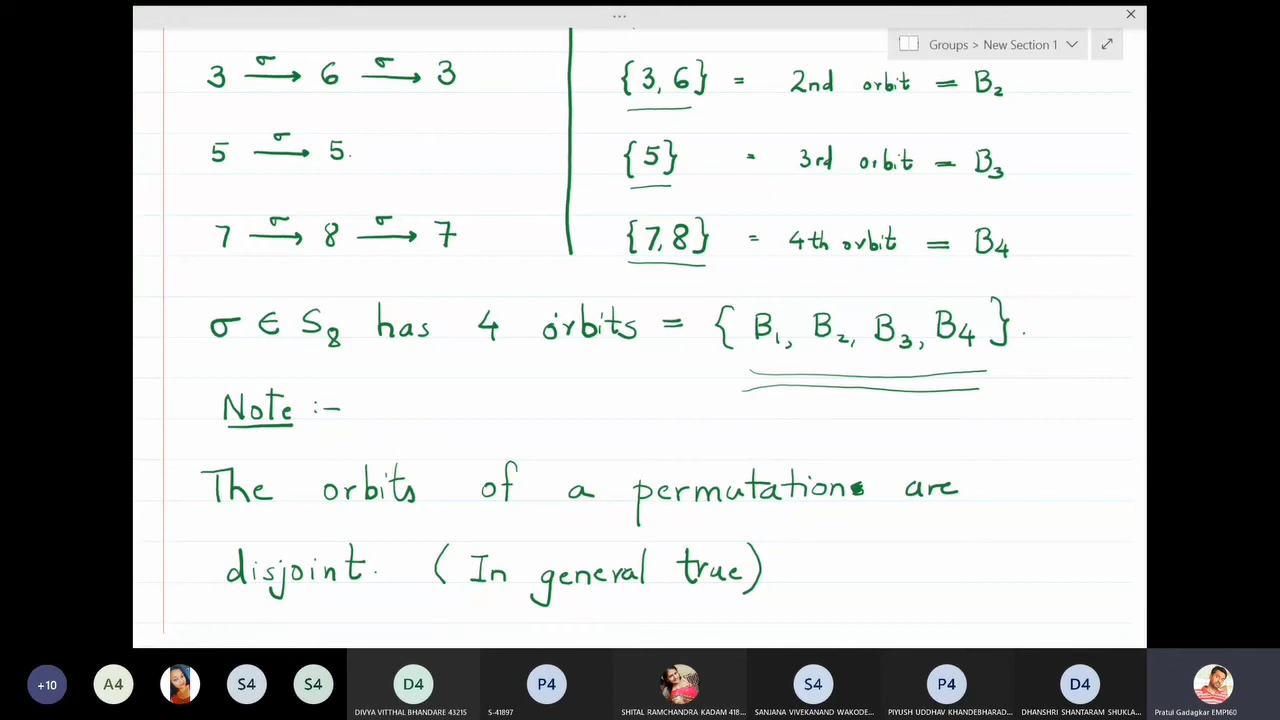 Groups > New Section 1
3 σ→ 6 σ→ 3
{3, 6} = 2nd orbit = B₂
5 σ→ 5.
{5} = 3rd orbit = B₃
7 σ→ 8 σ→ 7
{7,8} = 4th orbit = B₄
σ ∈ S₈ has 4 orbits = { B₁, B₂, B₃, B₄ }.
Note :-
The orbits of a permutation are
disjoint. (In general true)
+10 A4 S4 S4 D4 P4 S4 P4 D4
DIVYA VITTHAL BHANDARE 43215 S-41897 SHITAL RAMCHANDRA KADAM 418... SANJANA VIVEKANAND WAKODE... PIYUSH UDDHAV KHANDEBHARAD... DHANSHRI SHANTARAM SHUKLA... Pratul Gadagkar EMPI60